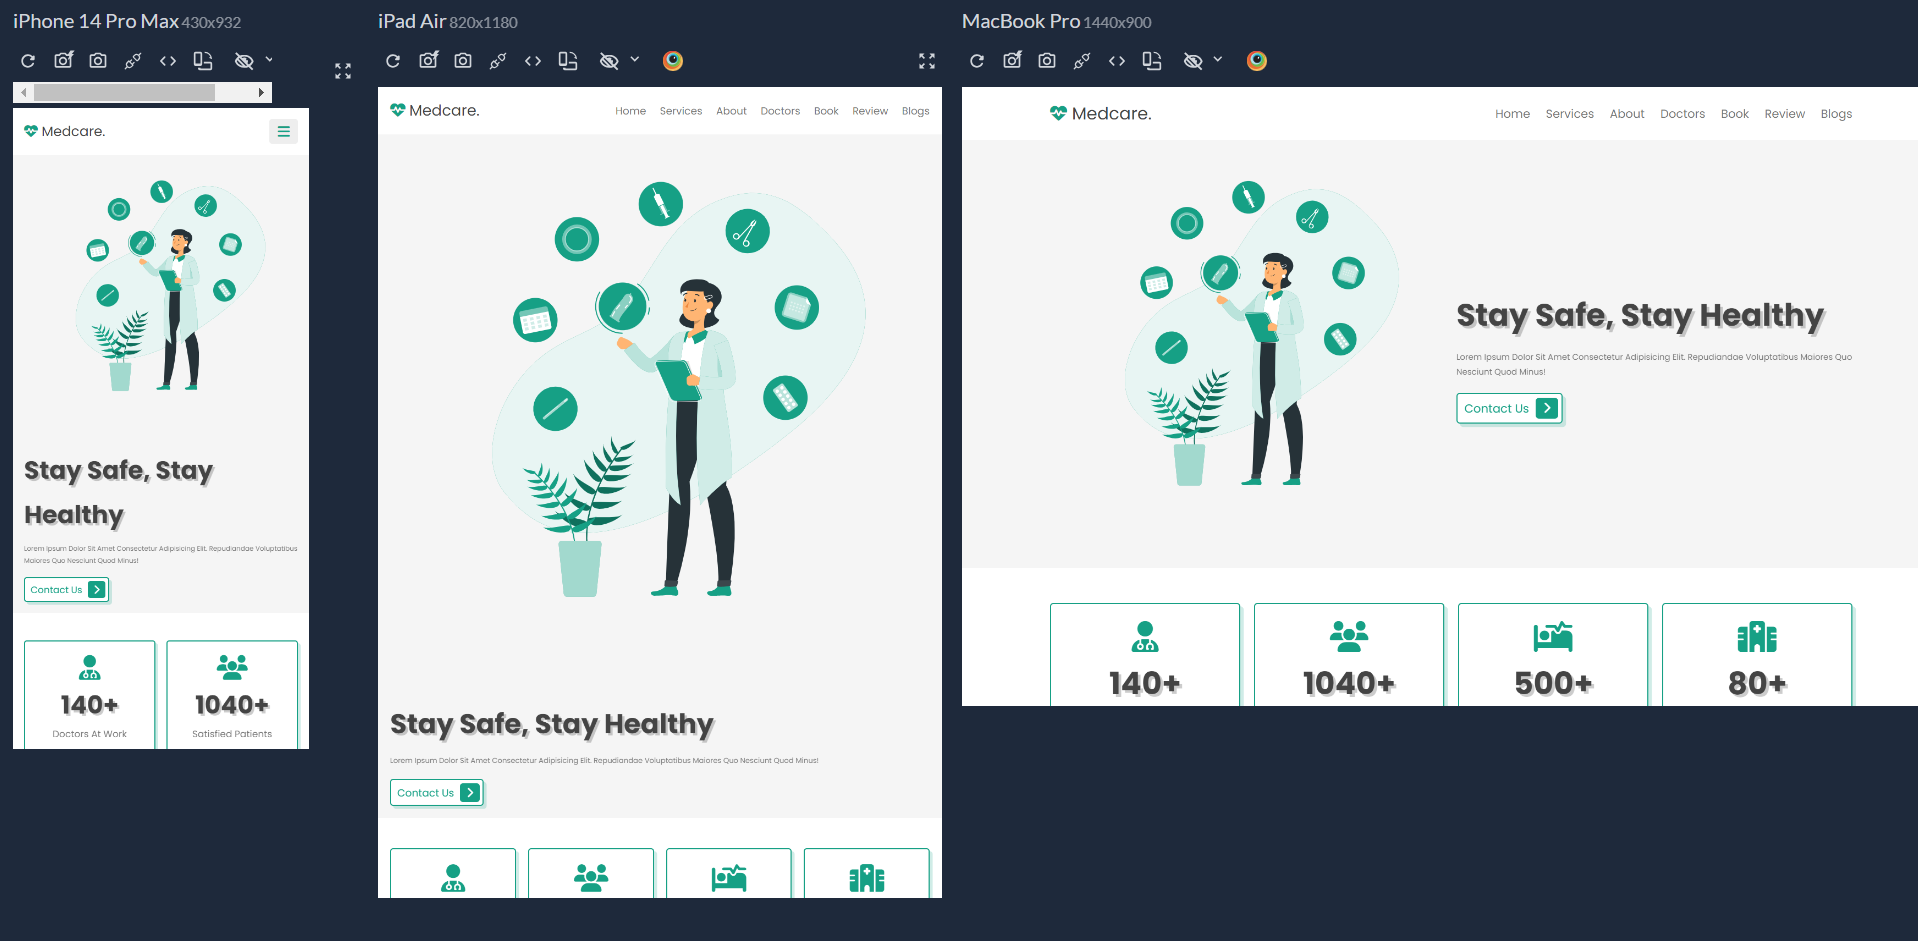 iPhone 14 Pro Max 430x932
Medcare.
Stay Safe, Stay
Healthy
Lorem Ipsum Dolor Sit Amet Consectetur Adipisicing Elit. Repudiandae Voluptatibus
Maiores Quo Nesciunt Quod Minus!
Contact Us
140+
Doctors At Work
1040+
Satisfied Patients
iPad Air 820x1180
Medcare.
Home Services About Doctors Book Review Blogs
Stay Safe, Stay Healthy
Lorem Ipsum Dolor Sit Amet Consectetur Adipisicing Elit. Repudiandae Voluptatibus Maiores Quo Nesciunt Quod Minus!
Contact Us
MacBook Pro 1440x900
Medcare.
Home Services About Doctors Book Review Blogs
Stay Safe, Stay Healthy
Lorem Ipsum Dolor Sit Amet Consectetur Adipisicing Elit. Repudiandae Voluptatibus Maiores Quo
Nesciunt Quod Minus!
Contact Us
140+ 1040+ 500+ 80+